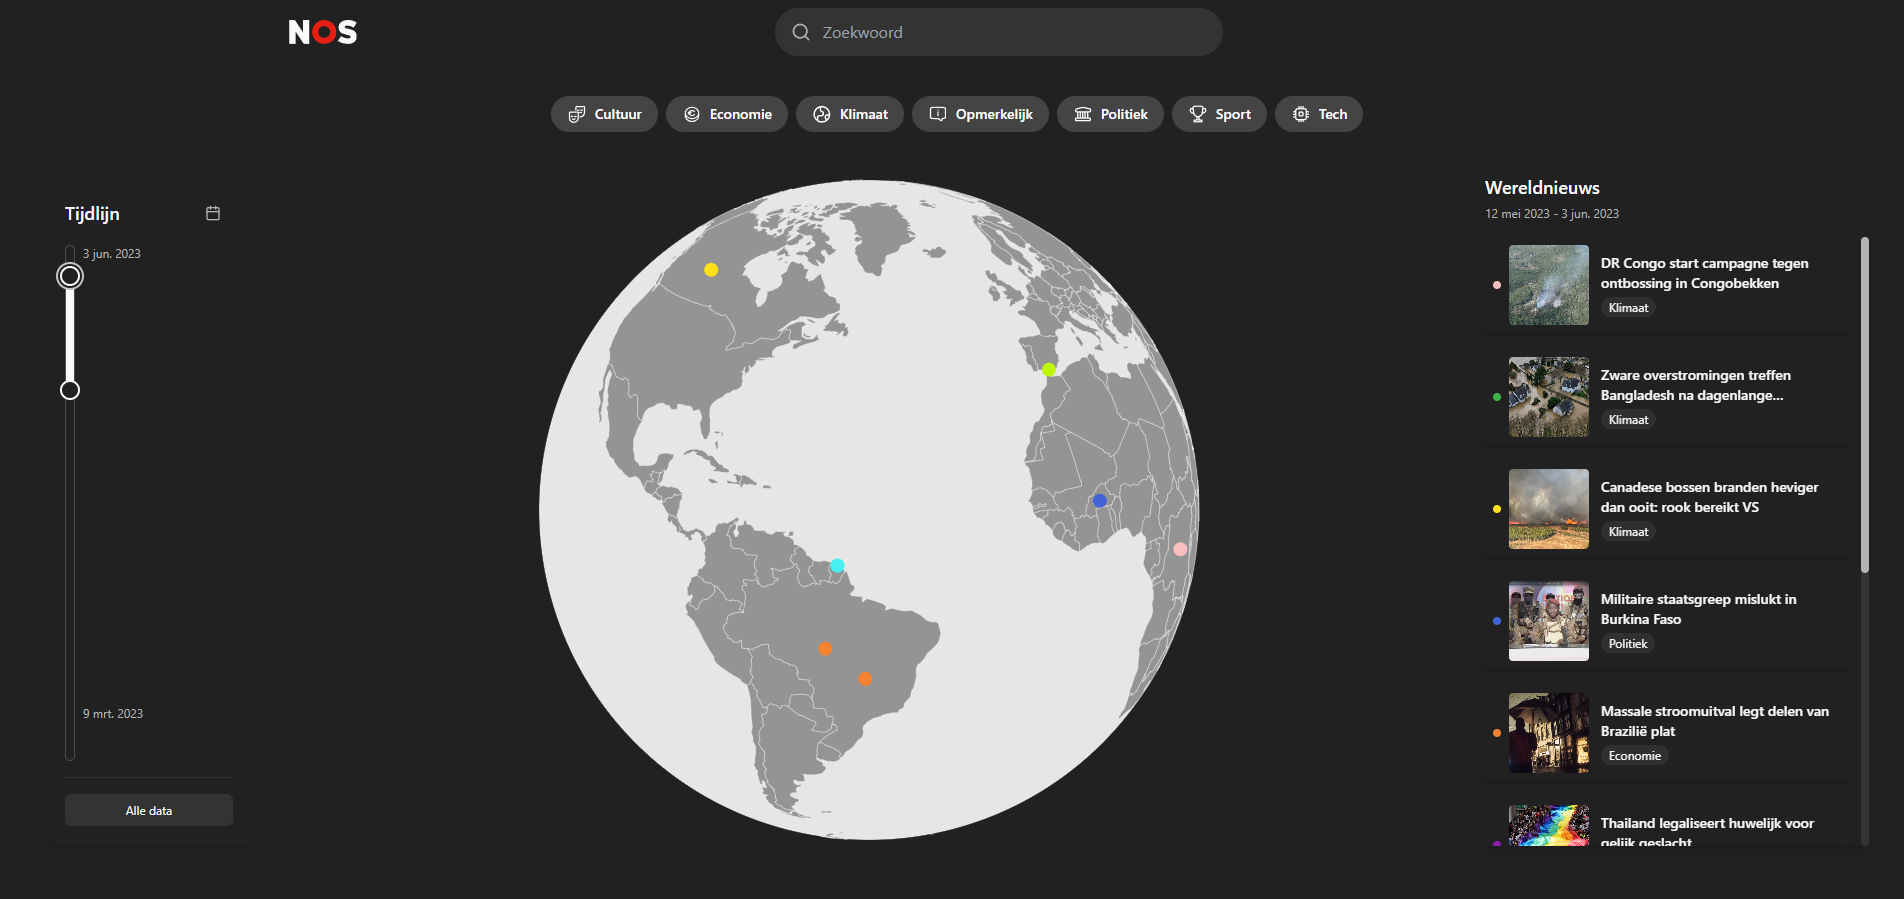 NOS
Zoekwoord
Cultuur
Economie
Klimaat
Opmerkelijk
Politiek
Sport
Tech
Tijdlijn
3 jun. 2023
9 mrt. 2023
Alle data
Wereldnieuws
12 mei 2023 - 3 jun. 2023
DR Congo start campagne tegen
ontbossing in Congobekken
Klimaat
Zware overstromingen treffen
Bangladesh na dagenlange...
Klimaat
Canadese bossen branden heviger
dan ooit: rook bereikt VS
Klimaat
Militaire staatsgreep mislukt in
Burkina Faso
Politiek
Massale stroomuitval legt delen van
Brazilië plat
Economie
Thailand legaliseert huwelijk voor
gelijk geslacht